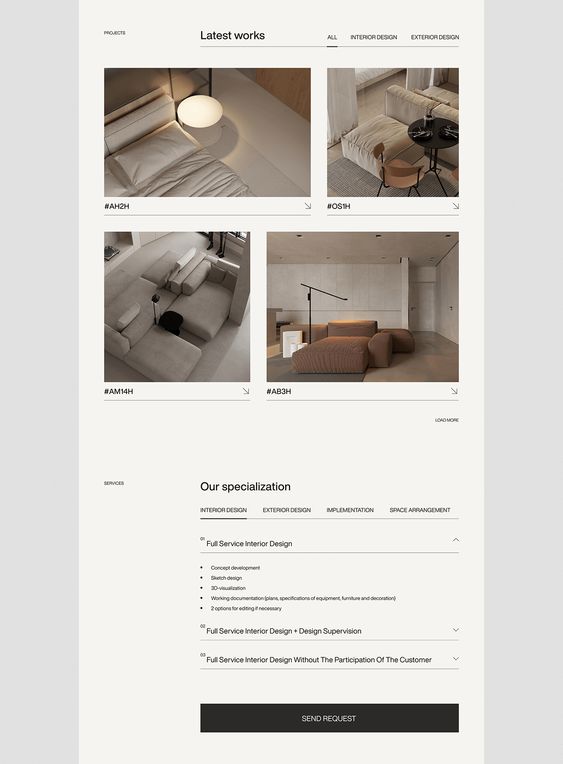 PROJECTS
Latest works
ALL
INTERIOR DESIGN
EXTERIOR DESIGN
#AH2H
#OS1H
#AM14H
#AB3H
LOAD MORE
SERVICES
Our specialization
INTERIOR DESIGN
EXTERIOR DESIGN
IMPLEMENTATION
SPACE ARRANGEMENT
01 Full Service Interior Design
• Concept development
• Sketch design
• 3D-visualization
• Working documentation (plans, specifications of equipment, furniture and decoration)
• 2 options for editing if necessary
02 Full Service Interior Design + Design Supervision
03 Full Service Interior Design Without The Participation Of The Customer
SEND REQUEST